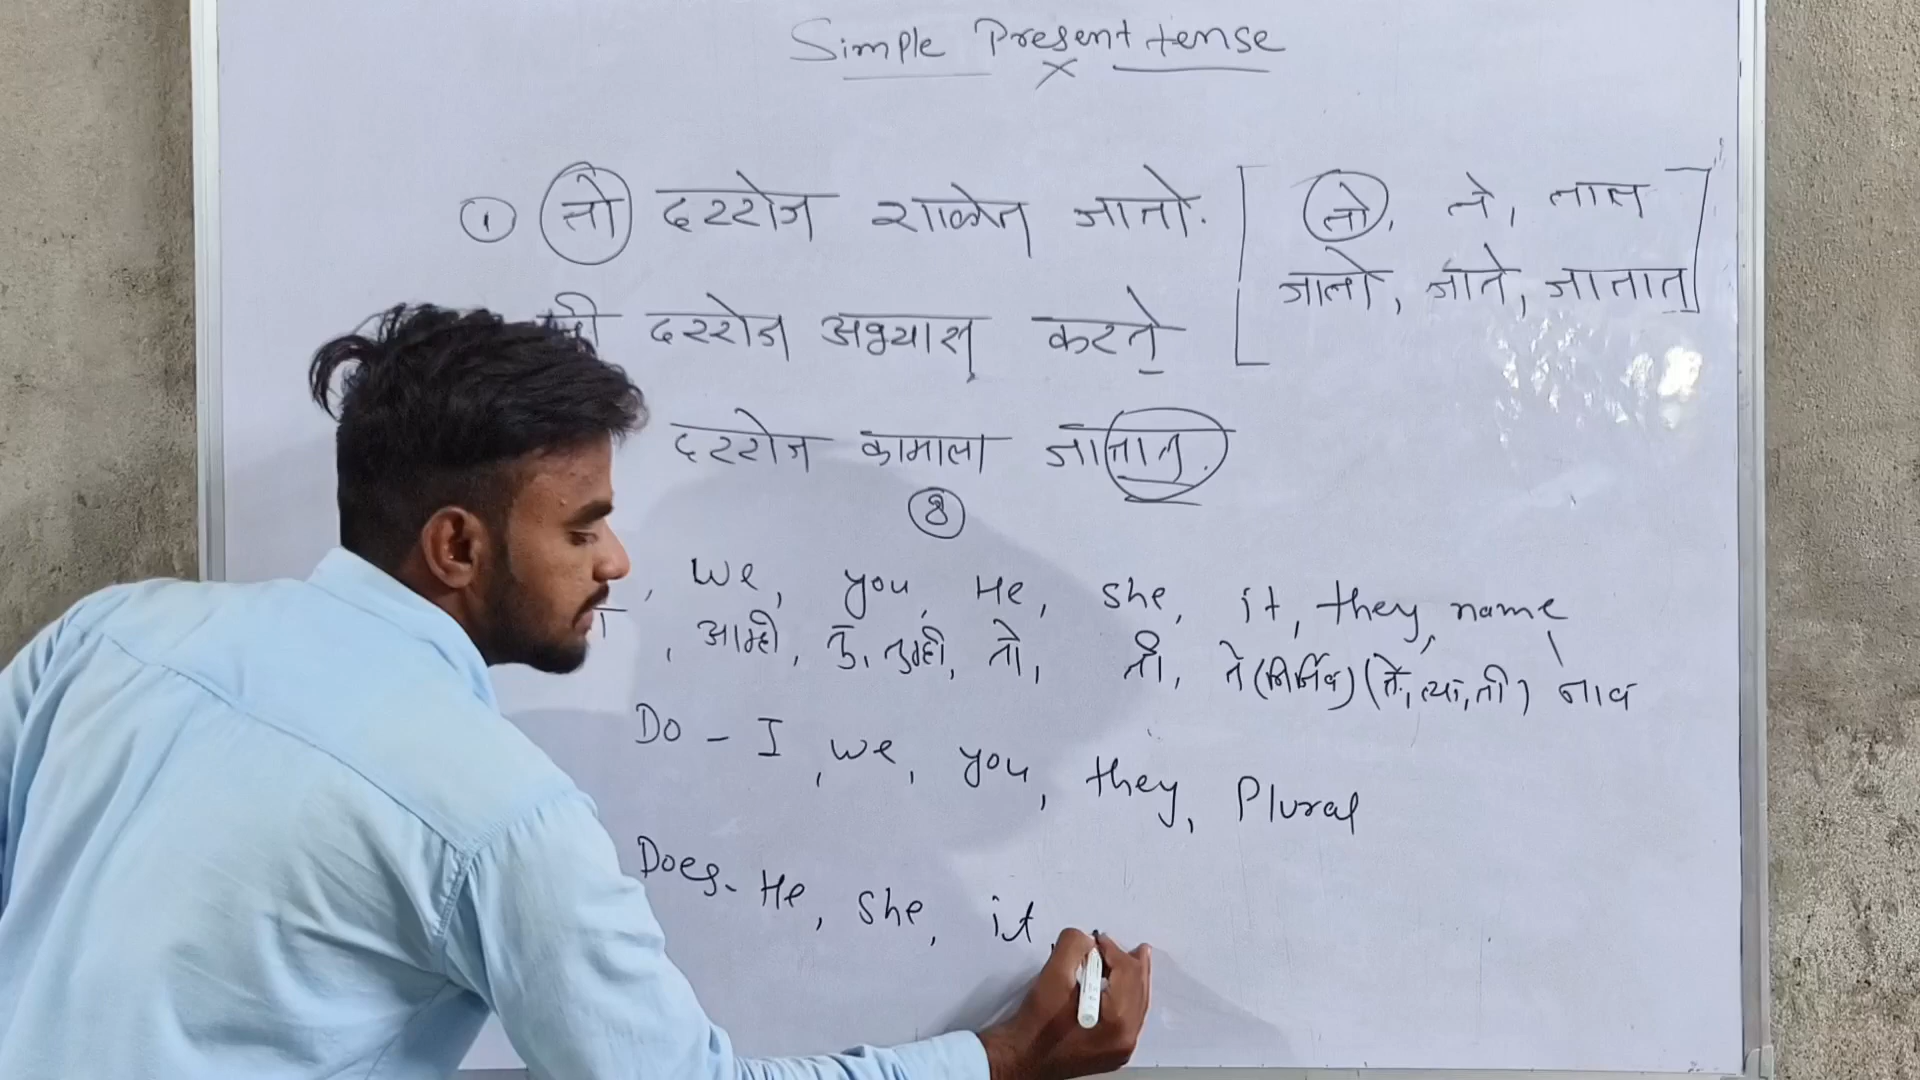 Simple Present tense
① तो दररोज शाळेत जातो. [ तो, ते, तात
जातो, जाते, जातात ]
दररोज अभ्यास करते
दररोज कामाला जातात.
8
, we, you, He, she, it, they, name
, आम्ही, तु, तुम्ही, तो, ती, ते (निर्जिव) (ते, त्या, ती) नाव
Do - I, we, you, they, Plural
Does - He, she, it,